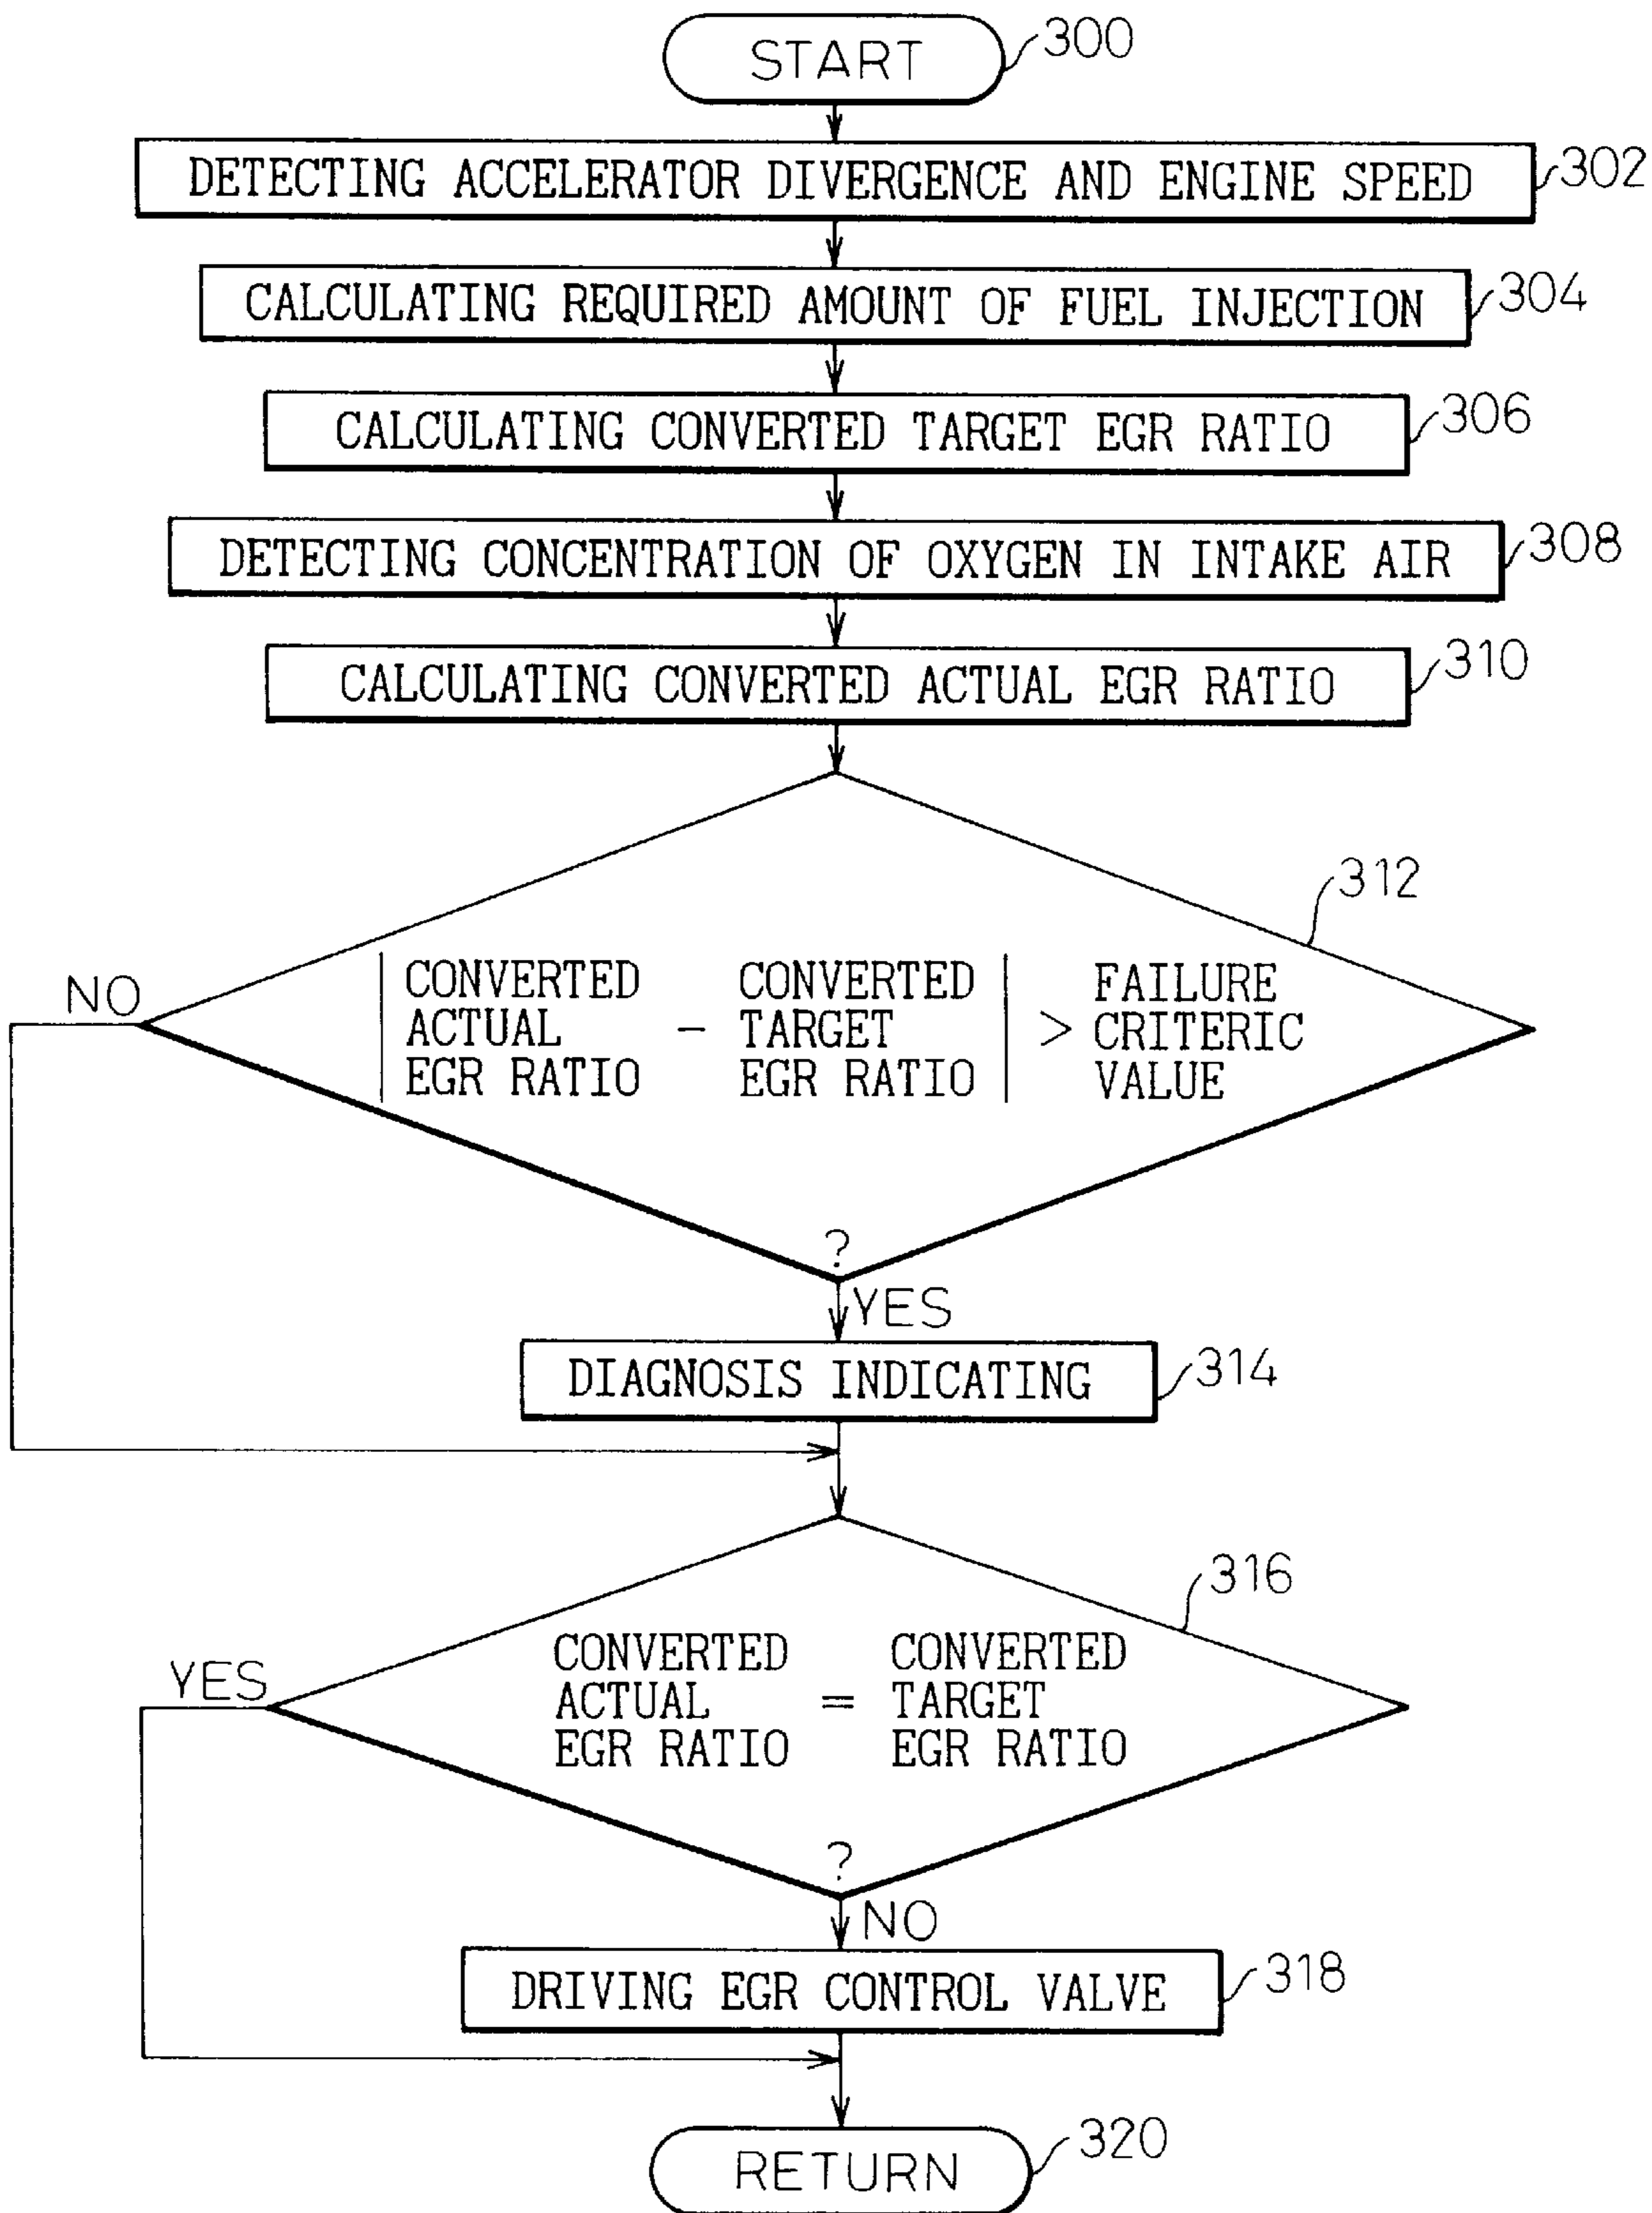 START
300
DETECTING ACCELERATOR DIVERGENCE AND ENGINE SPEED
302
CALCULATING REQUIRED AMOUNT OF FUEL INJECTION
304
CALCULATING CONVERTED TARGET EGR RATIO
306
DETECTING CONCENTRATION OF OXYGEN IN INTAKE AIR
308
CALCULATING CONVERTED ACTUAL EGR RATIO
310
312
NO
| CONVERTED CONVERTED | FAILURE
ACTUAL - TARGET > CRITERIC
EGR RATIO EGR RATIO VALUE
?
YES
DIAGNOSIS INDICATING
314
316
YES
CONVERTED CONVERTED
ACTUAL = TARGET
EGR RATIO EGR RATIO
?
NO
DRIVING EGR CONTROL VALVE
318
RETURN
320